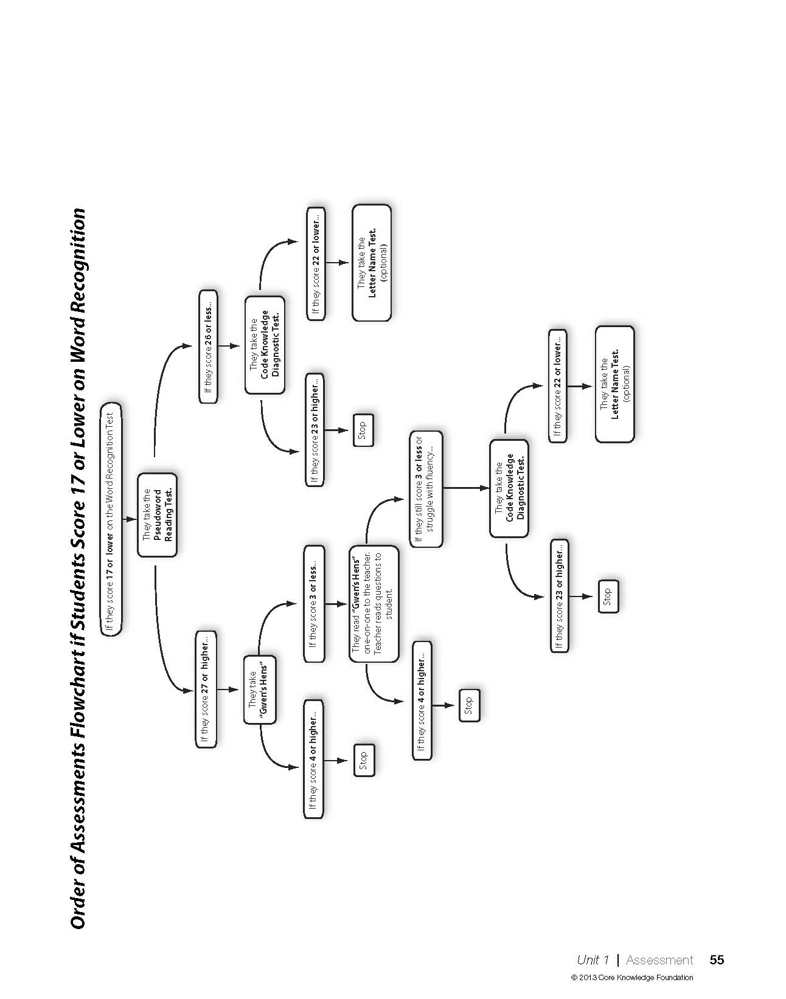 Order of Assessments Flowchart if Students Score 17 or Lower on Word Recognition
If they score 17 or lower on the Word Recognition Test
They take the
Pseudoword
Reading Test.
If they score 27 or higher...
If they score 26 or less...
They take
“Gwen’s Hens”
They take the
Code Knowledge
Diagnostic Test.
If they score 4 or higher...
If they score 3 or less...
If they score 23 or higher...
If they score 22 or lower...
Stop
They read “Gwen’s Hens”
one-on-one to the teacher.
Teacher reads questions to
student.
Stop
They take the
Letter Name Test.
(optional)
If they score 4 or higher...
If they still score 3 or less or
struggle with fluency...
Stop
They take the
Code Knowledge
Diagnostic Test.
If they score 23 or higher...
If they score 22 or lower...
Stop
They take the
Letter Name Test.
(optional)
Unit 1 | Assessment 55
© 2013 Core Knowledge Foundation